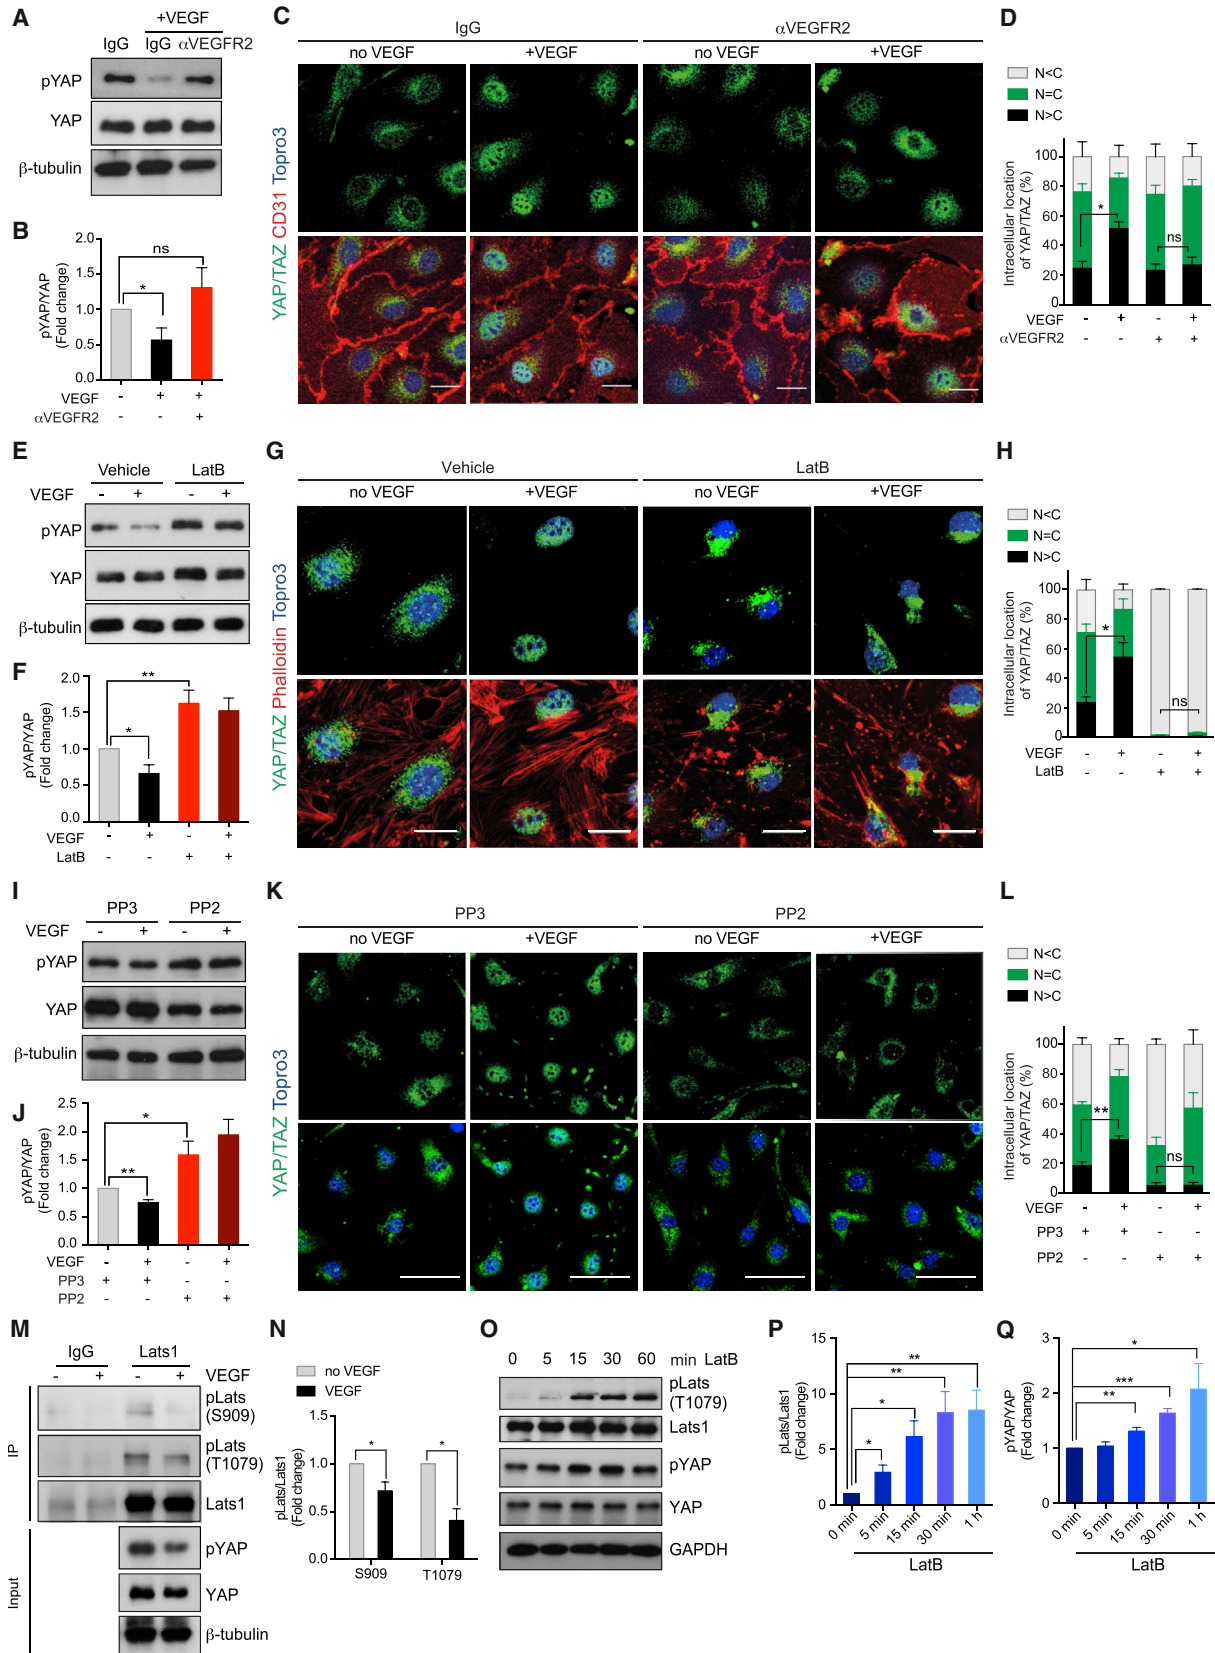 A
+VEGF
IgG IgG αVEGFR2
pYAP
YAP
β-tubulin
B
pYAP/YAP
(Fold change)
2.0
1.5
1.0
0.5
0.0
ns
*
VEGF - + +
αVEGFR2 - - +
C
IgG αVEGFR2
no VEGF +VEGF no VEGF +VEGF
YAP/TAZ CD31 Topro3
D
N<C
N=C
N>C
Intracellular location
of YAP/TAZ (%)
100
80
60
40
20
0
* ns
VEGF - + - +
αVEGFR2 - - + +
E
Vehicle LatB
VEGF - + - +
pYAP
YAP
β-tubulin
F
pYAP/YAP
(Fold change)
2.0
1.5
1.0
0.5
0.0
**
*
VEGF - + - +
LatB - - + +
G
Vehicle LatB
no VEGF +VEGF no VEGF +VEGF
YAP/TAZ Phalloidin Topro3
H
N<C
N=C
N>C
Intracellular location
of YAP/TAZ (%)
100
80
60
40
20
0
* ns
VEGF - + - +
LatB - - + +
I
PP3 PP2
VEGF - + - +
pYAP
YAP
β-tubulin
J
pYAP/YAP
(Fold change)
2.5
2.0
1.5
1.0
0.5
0.0
*
**
VEGF - + - +
PP3 + + - -
PP2 - - + +
K
PP3 PP2
no VEGF +VEGF no VEGF +VEGF
YAP/TAZ Topro3
L
N<C
N=C
N>C
Intracellular location
of YAP/TAZ (%)
100
80
60
40
20
0
** ns
VEGF - + - +
PP3 + + - -
PP2 - - + +
M
IgG Lats1
- + - + VEGF
IP
pLats
(S909)
pLats
(T1079)
Lats1
Input
pYAP
YAP
β-tubulin
N
no VEGF
VEGF
pLats/Lats1
(Fold change)
1.5
1.0
0.5
0.0
* *
S909 T1079
O
0 5 15 30 60 min LatB
pLats
(T1079)
Lats1
pYAP
YAP
GAPDH
P
pLats/Lats1
(Fold change)
15
10
5
0
**
**
*
*
0 min 5 min 15 min 30 min 1 h
LatB
Q
pYAP/YAP
(Fold change)
3
2
1
0
*
***
**
0 min 5 min 15 min 30 min 1 h
LatB